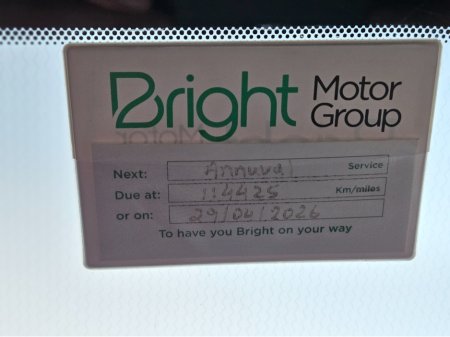 Bright Motor Group
Next: Annuval Service
Due at: 114425 Km/miles
or on: 29/04/2026
To have you Bright on your way